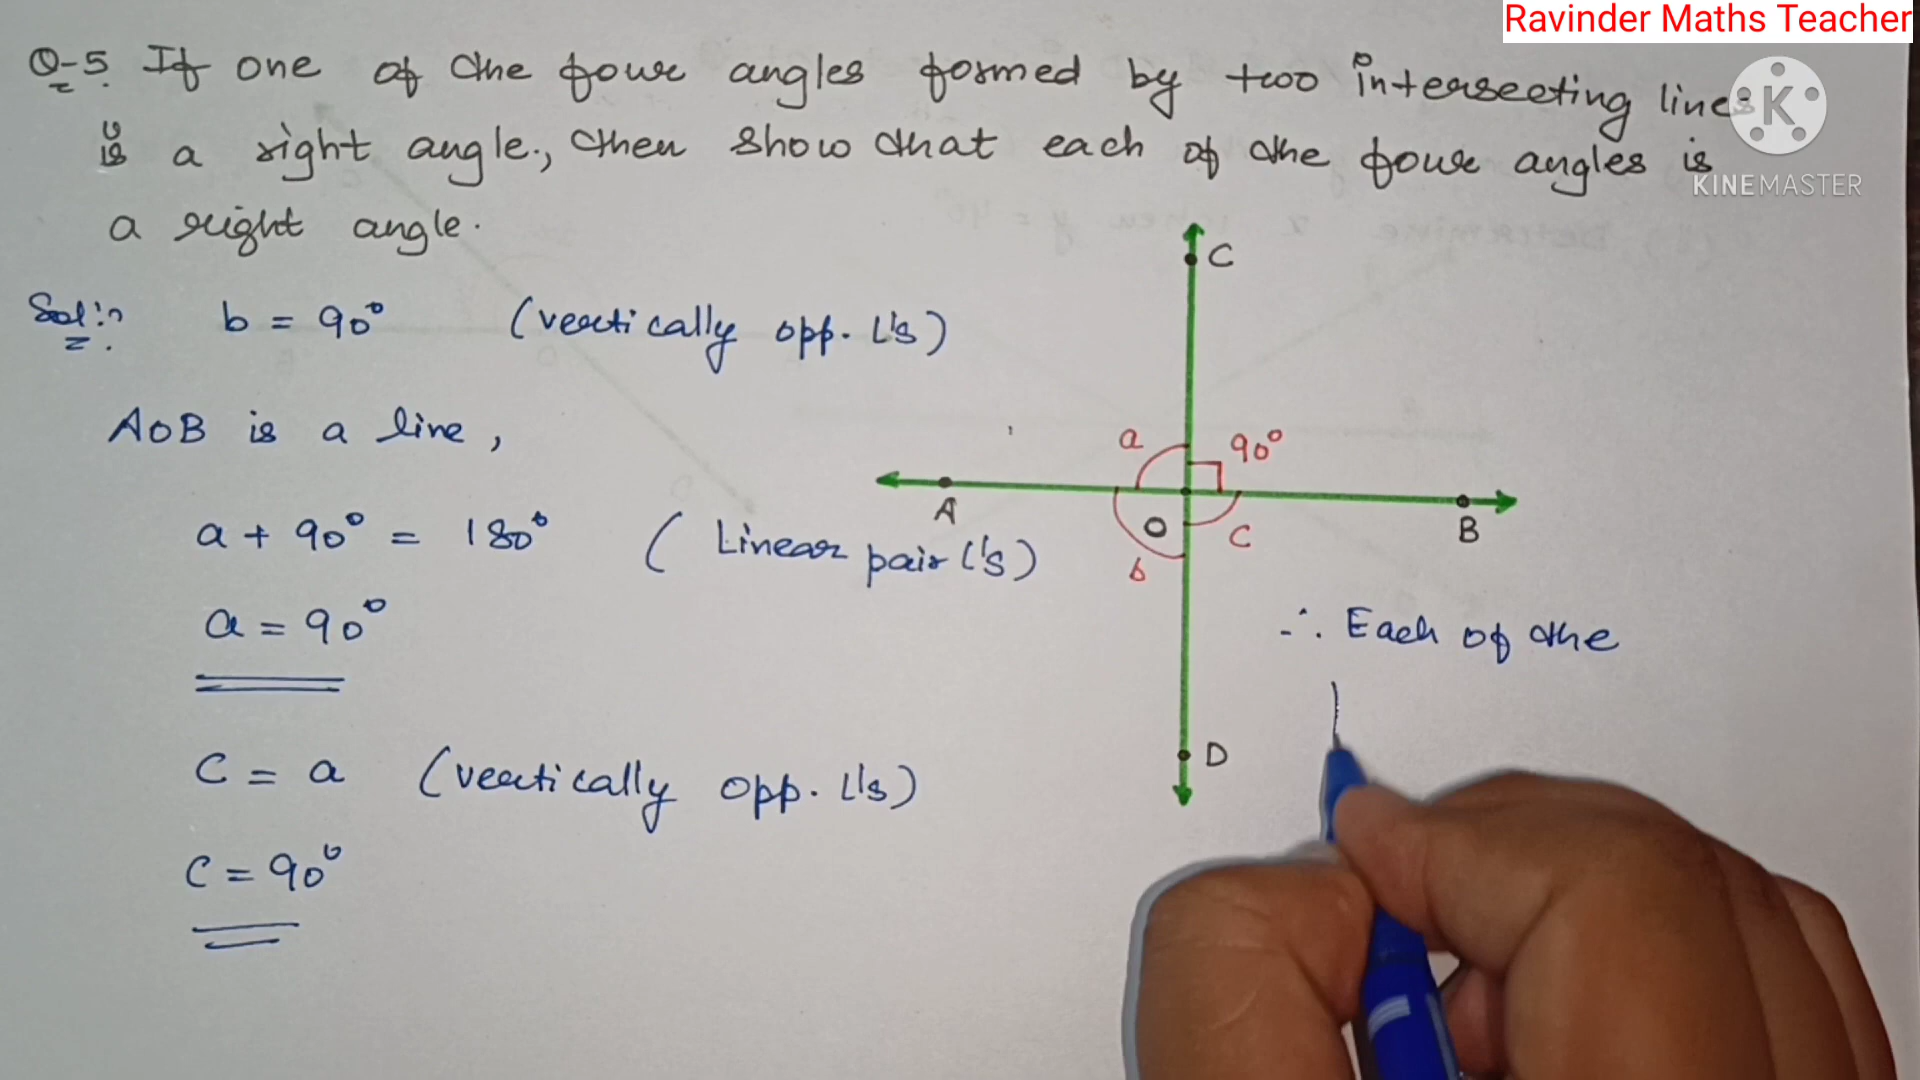 Ravinder Maths Teacher
Q-5. If one of the four angles formed by two intersecting lines
is a right angle, then show that each of the four angles is
a right angle.
KINEMASTER
Sol:n b = 90° (vertically opp. ∠'s)
AOB is a line,
a + 90° = 180° (Linear pair ∠'s)
a = 90°
c = a (vertically opp. ∠'s)
c = 90°
C
a 90°
A O c B
b
D
∴ Each of the